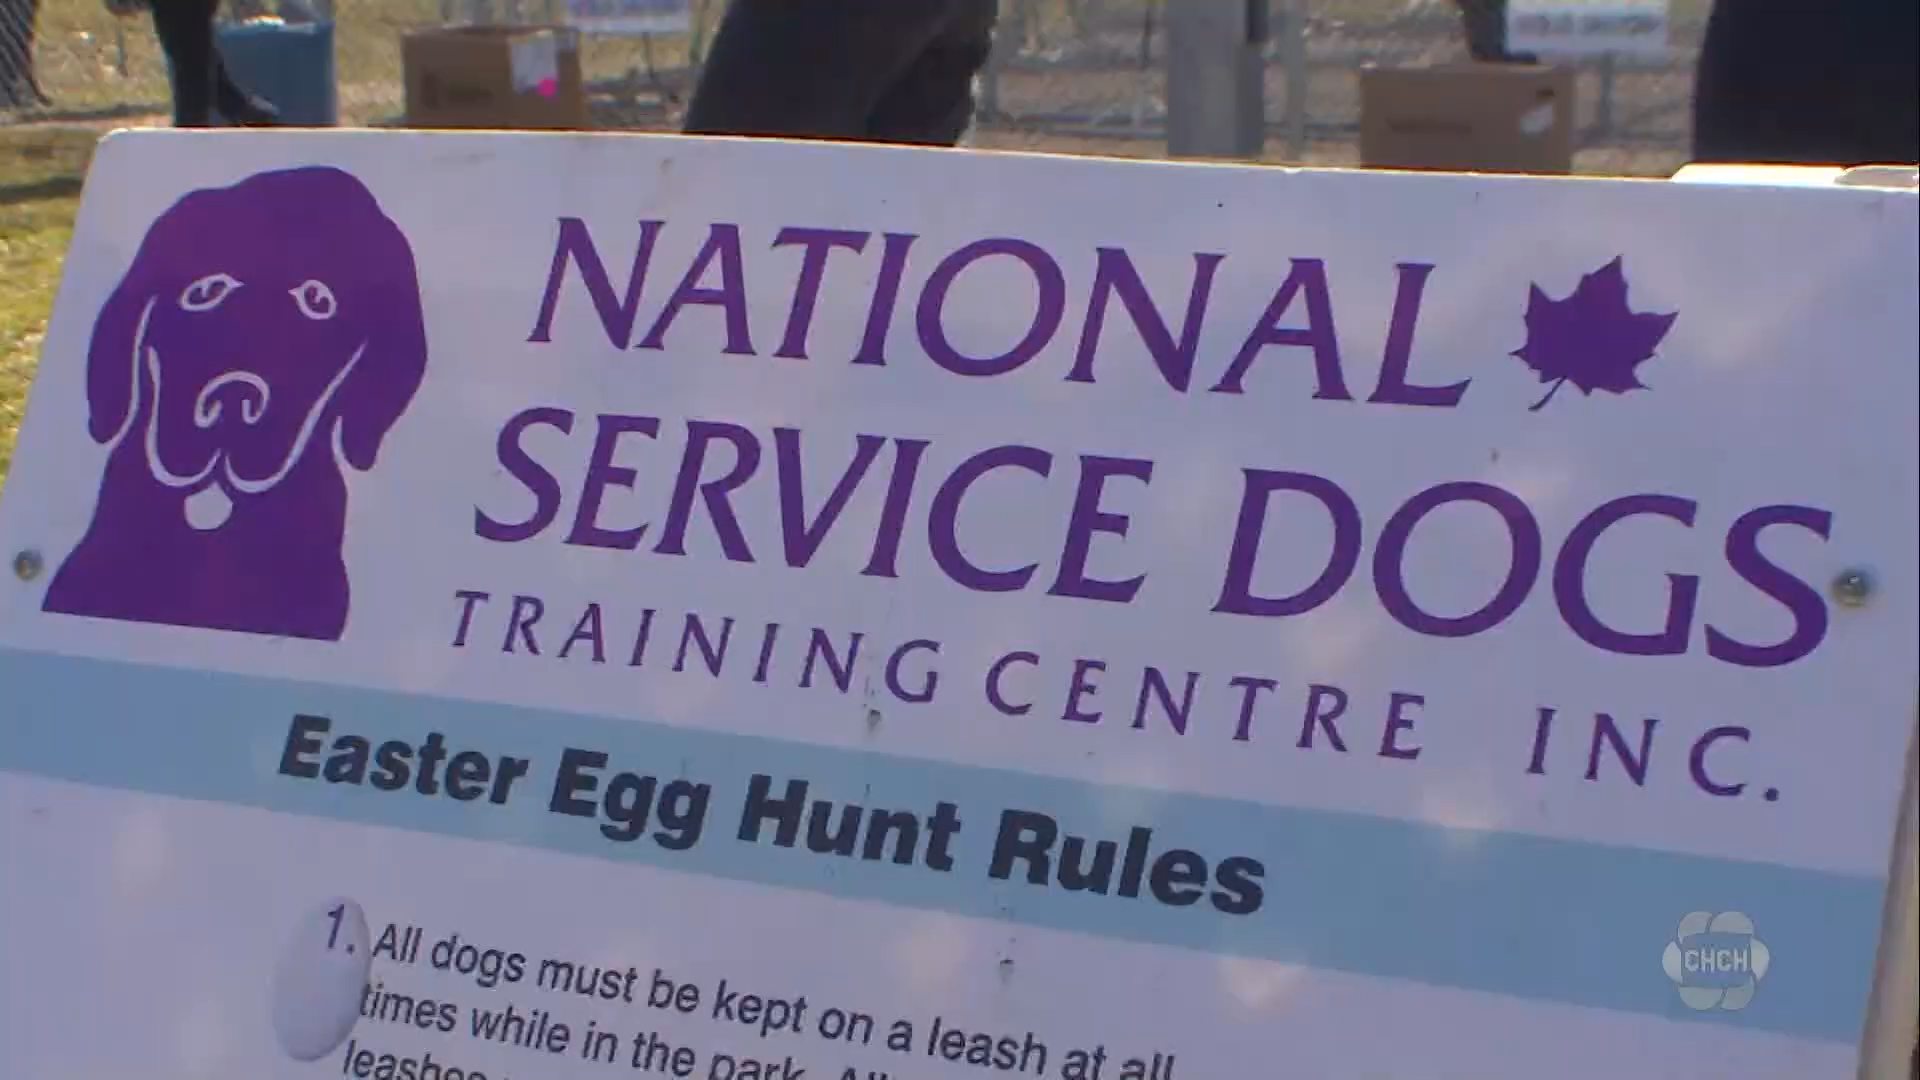 NATIONAL
SERVICE DOGS
TRAINING CENTRE INC.
Easter Egg Hunt Rules
1. All dogs must be kept on a leash at all
times while in the park.
CHCH